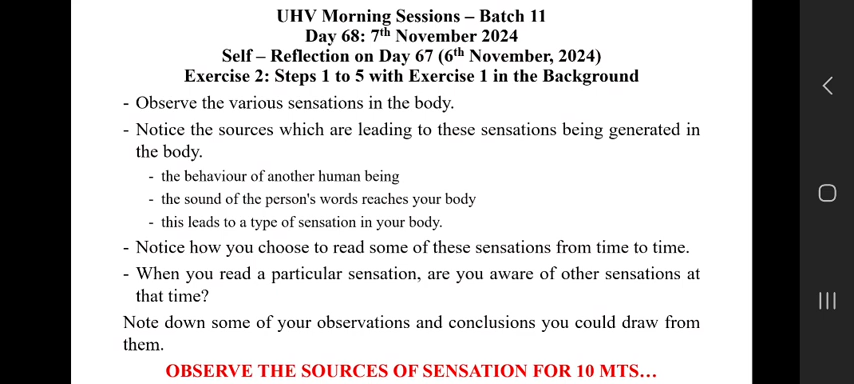 UHV Morning Sessions – Batch 11
Day 68: 7th November 2024
Self – Reflection on Day 67 (6th November, 2024)
Exercise 2: Steps 1 to 5 with Exercise 1 in the Background
- Observe the various sensations in the body.
- Notice the sources which are leading to these sensations being generated in
the body.
- the behaviour of another human being
- the sound of the person's words reaches your body
- this leads to a type of sensation in your body.
- Notice how you choose to read some of these sensations from time to time.
- When you read a particular sensation, are you aware of other sensations at
that time?
Note down some of your observations and conclusions you could draw from
them.
OBSERVE THE SOURCES OF SENSATION FOR 10 MTS…